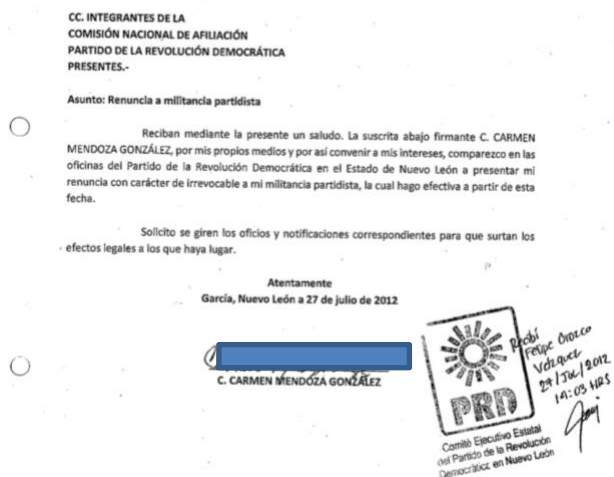 CC. INTEGRANTES DE LA
COMISIÓN NACIONAL DE AFILIACIÓN
PARTIDO DE LA REVOLUCIÓN DEMOCRÁTICA
PRESENTES.-
Asunto: Renuncia a militancia partidista
Reciban mediante la presente un saludo. La suscrita abajo firmante C. CARMEN
MENDOZA GONZÁLEZ, por mis propios medios y por así convenir a mis intereses, comparezco en las
oficinas del Partido de la Revolución Democrática en el Estado de Nuevo León a presentar mi
renuncia con carácter de irrevocable a mi militancia partidista, la cual hago efectiva a partir de esta
fecha.
Solicito se giren los oficios y notificaciones correspondientes para que surtan los
efectos legales a los que haya lugar.
Atentamente
García, Nuevo León a 27 de julio de 2012
C. CARMEN MENDOZA GONZÁLEZ
PRD
Comité Ejecutivo Estatal
del Partido de la Revolución
Democrática en Nuevo León
Recibí
Felipe Orozco
Vázquez
27/JUL/2012
14:03 HRS